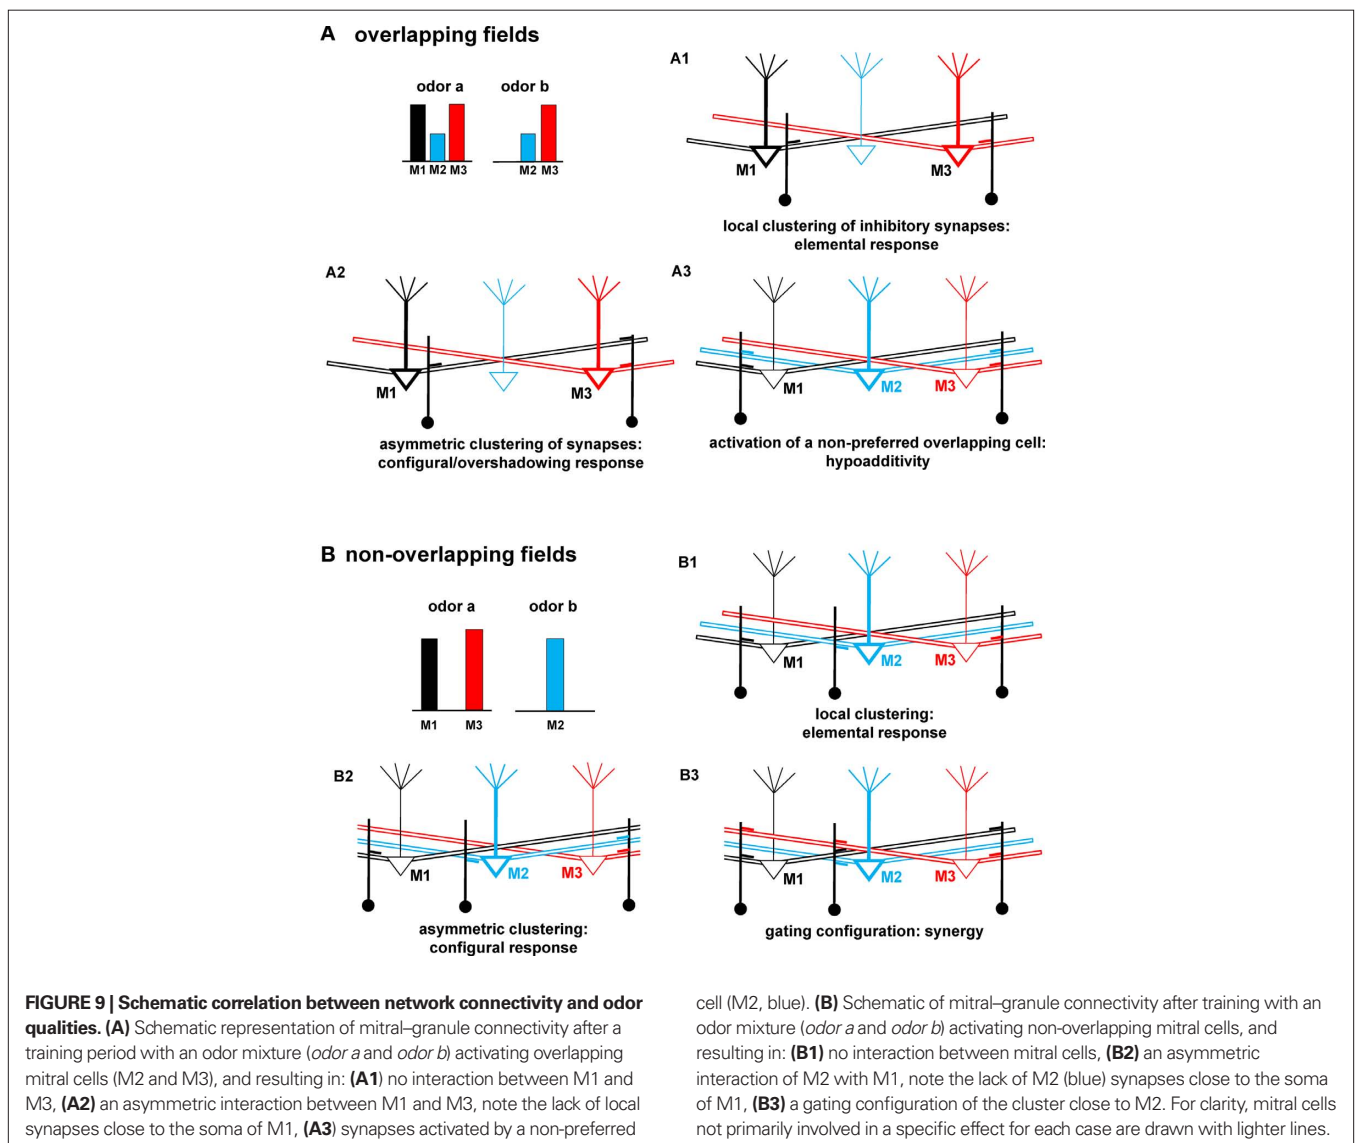 A overlapping fields
odor a
odor b
M1 M2 M3
M2 M3
A1
M1
M3
local clustering of inhibitory synapses:
elemental response
A2
M1
M3
asymmetric clustering of synapses:
configural/overshadowing response
A3
M1
M2
M3
activation of a non-preferred overlapping cell:
hypoadditivity
B non-overlapping fields
odor a
odor b
M1
M3
M2
B1
M1
M2
M3
local clustering:
elemental response
B2
M1
M2
M3
asymmetric clustering:
configural response
B3
M1
M2
M3
gating configuration: synergy
FIGURE 9 | Schematic correlation between network connectivity and odor
qualities. (A) Schematic representation of mitral–granule connectivity after a
training period with an odor mixture (odor a and odor b) activating overlapping
mitral cells (M2 and M3), and resulting in: (A1) no interaction between M1 and
M3, (A2) an asymmetric interaction between M1 and M3, note the lack of local
synapses close to the soma of M1, (A3) synapses activated by a non-preferred
cell (M2, blue). (B) Schematic of mitral–granule connectivity after training with an
odor mixture (odor a and odor b) activating non-overlapping mitral cells, and
resulting in: (B1) no interaction between mitral cells, (B2) an asymmetric
interaction of M2 with M1, note the lack of M2 (blue) synapses close to the soma
of M1, (B3) a gating configuration of the cluster close to M2. For clarity, mitral cells
not primarily involved in a specific effect for each case are drawn with lighter lines.